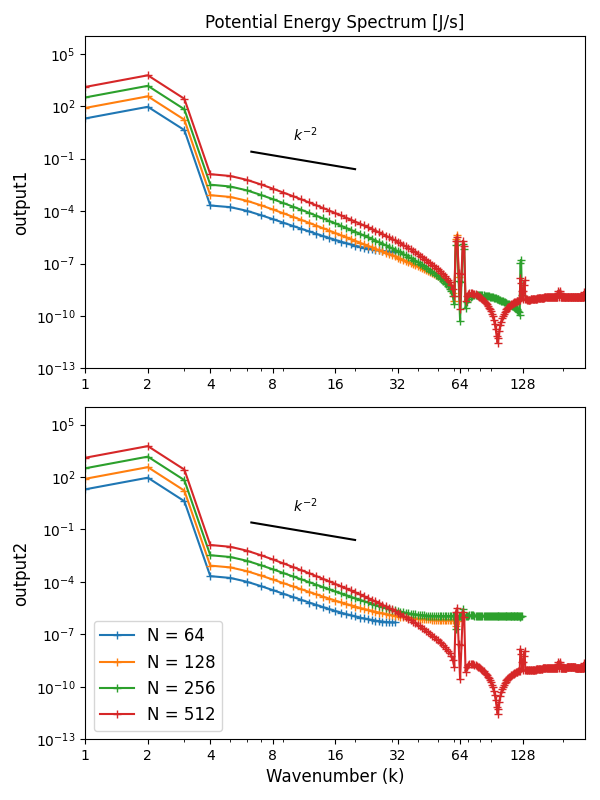 Potential Energy Spectrum [J/s]
10^5
10^2
10^-1
10^-4
10^-7
10^-10
10^-13
output1
k^-2
1 2 4 8 16 32 64 128
10^5
10^2
10^-1
10^-4
10^-7
10^-10
10^-13
output2
k^-2
N = 64
N = 128
N = 256
N = 512
1 2 4 8 16 32 64 128
Wavenumber (k)